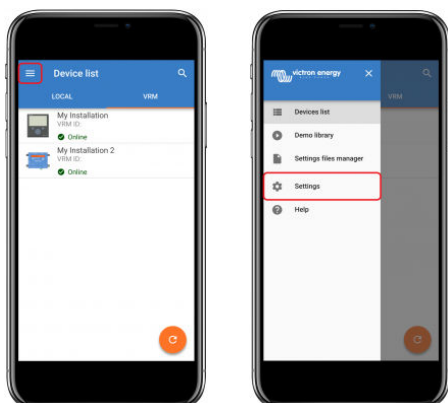 Device list
LOCAL VRM
My Installation
VRM ID:
Online
My Installation 2
VRM ID:
Online
victron energy
VRM
Devices list
Demo library
Settings files manager
Settings
Help